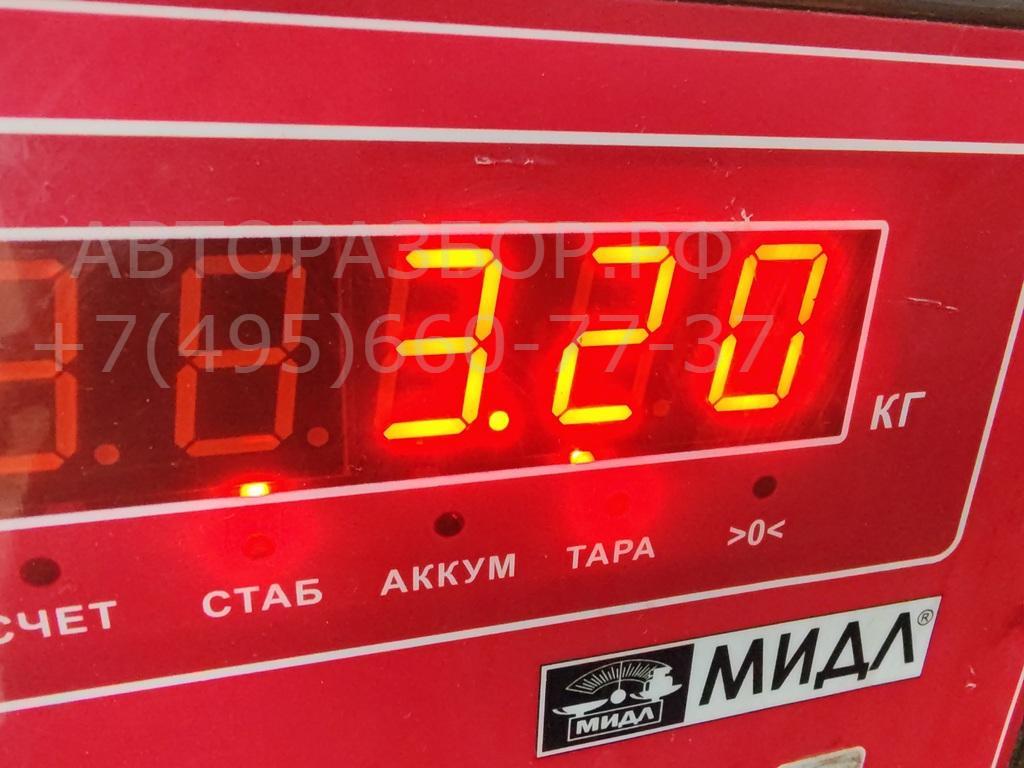 АВТОРАЗБОР.РФ
+7(495)660-77-37
3.20
КГ
СЧЕТ СТАБ АККУМ ТАРА >0<
МИДЛ МИДЛ®